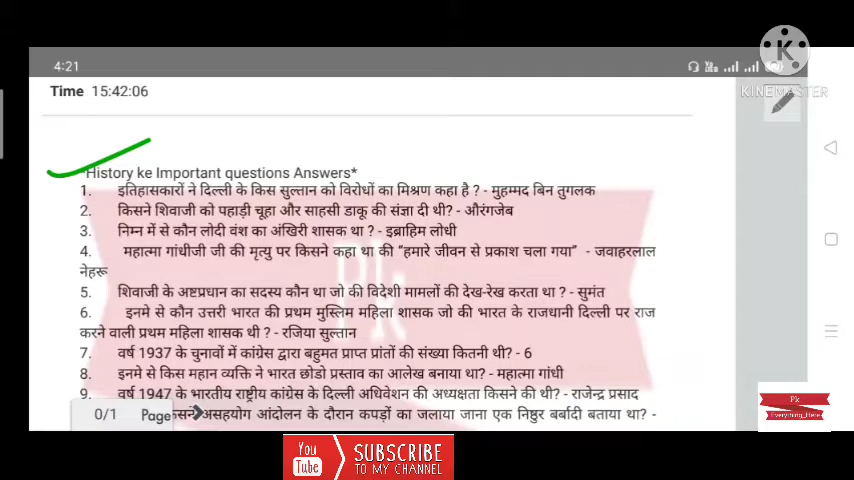 4:21
K
KINEMASTER
Time 15:42:06
*History ke Important questions Answers*
1. इतिहासकारों ने दिल्ली के किस सुल्तान को विरोधों का मिश्रण कहा है ? - मुहम्मद बिन तुगलक
2. किसने शिवाजी को पहाड़ी चूहा और साहसी डाकू की संज्ञा दी थी? - औरंगजेब
3. निम्न में से कौन लोदी वंश का अंखिरी शासक था ? - इब्राहिम लोधी
4. महात्मा गांधीजी जी की मृत्यु पर किसने कहा था की “हमारे जीवन से प्रकाश चला गया” - जवाहरलाल
नेहरू
5. शिवाजी के अष्टप्रधान का सदस्य कौन था जो की विदेशी मामलों की देख-रेख करता था ? - सुमंत
6. इनमे से कौन उत्तरी भारत की प्रथम मुस्लिम महिला शासक जो की भारत के राजधानी दिल्ली पर राज
करने वाली प्रथम महिला शासक थी ? - रजिया सुल्तान
7. वर्ष 1937 के चुनावों में कांग्रेस द्वारा बहुमत प्राप्त प्रांतों की संख्या कितनी थी? - 6
8. इनमे से किस महान व्यक्ति ने भारत छोडो प्रस्ताव का आलेख बनाया था? - महात्मा गांधी
9. वर्ष 1947 के भारतीय राष्ट्रीय कांग्रेस के दिल्ली अधिवेशन की अध्यक्षता किसने की थी? - राजेन्द्र प्रसाद
असहयोग आंदोलन के दौरान कपड़ों का जलाया जाना एक निष्ठुर बर्बादी बताया था? -
0/1 Page
Pk
Pk
Everything_Here
You Tube SUBSCRIBE
TO MY CHANNEL